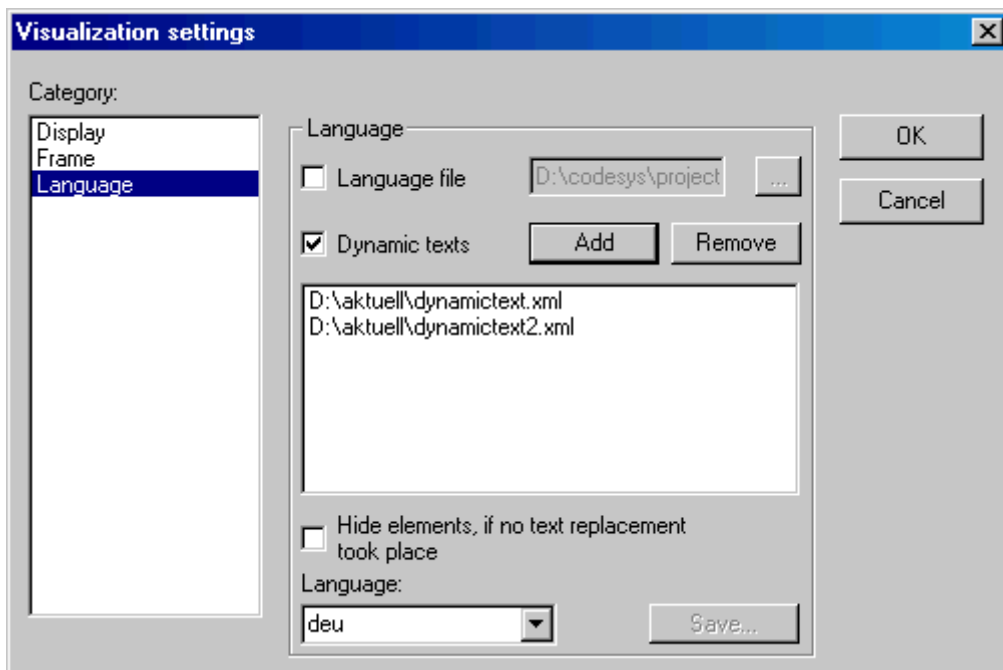 Visualization settings
Category:
Display
Frame
Language
Language
Language file
D:\codesys\project
...
Dynamic texts
Add
Remove
D:\aktuell\dynamictext.xml
D:\aktuell\dynamictext2.xml
Hide elements, if no text replacement
took place
Language:
deu
Save...
OK
Cancel